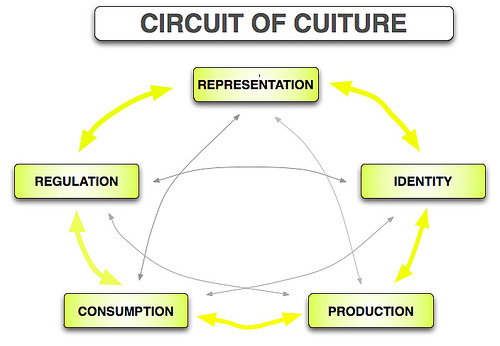 CIRCUIT OF CUITURE
REPRESENTATION
REGULATION
IDENTITY
CONSUMPTION
PRODUCTION